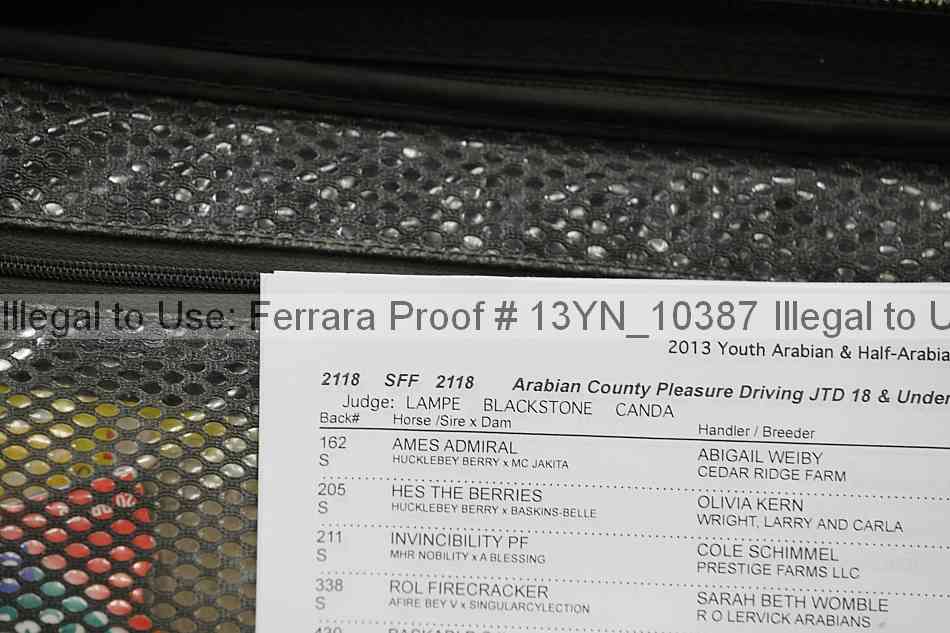 Illegal to Use: Ferrara Proof # 13YN_10387 Illegal to U
2013 Youth Arabian & Half-Arabia
2118 SFF 2118 Arabian County Pleasure Driving JTD 18 & Under
Judge: LAMPE BLACKSTONE CANDA
Back# Horse /Sire x Dam Handler / Breeder
162 AMES ADMIRAL ABIGAIL WEIBY
S HUCKLEBEY BERRY x MC JAKITA CEDAR RIDGE FARM
205 HES THE BERRIES OLIVIA KERN
S HUCKLEBEY BERRY x BASKINS-BELLE WRIGHT, LARRY AND CARLA
211 INVINCIBILITY PF COLE SCHIMMEL
S MHR NOBILITY x A BLESSING PRESTIGE FARMS LLC
338 ROL FIRECRACKER SARAH BETH WOMBLE
S AFIRE BEY V x SINGULARCYLECTION R O LERVICK ARABIANS